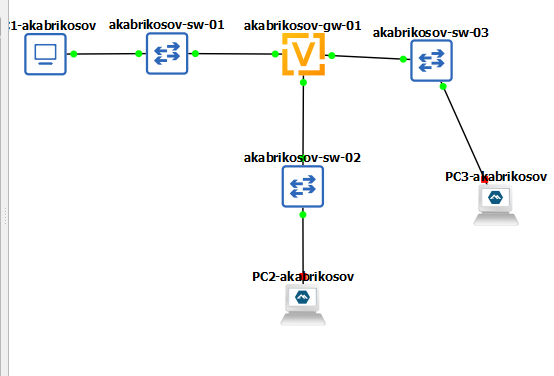 C1-akabrikosov
akabrikosov-sw-01
akabrikosov-gw-01
akabrikosov-sw-03
V
akabrikosov-sw-02
PC3-akabrikosov
PC2-akabrikosov